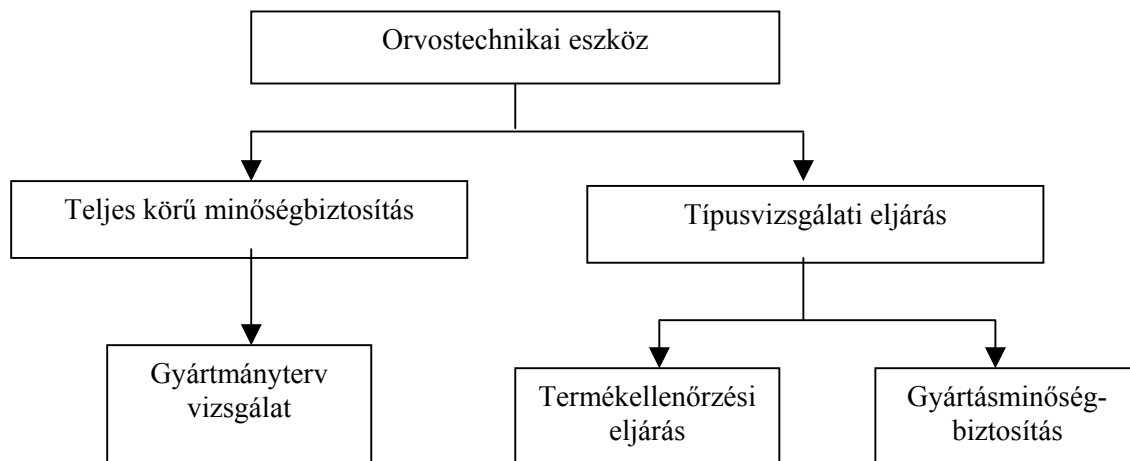 Orvostechnikai eszköz
Teljes körű minőségbiztosítás
Típusvizsgálati eljárás
Gyártmányterv
vizsgálat
Termékellenőrzési
eljárás
Gyártásminőség-
biztosítás